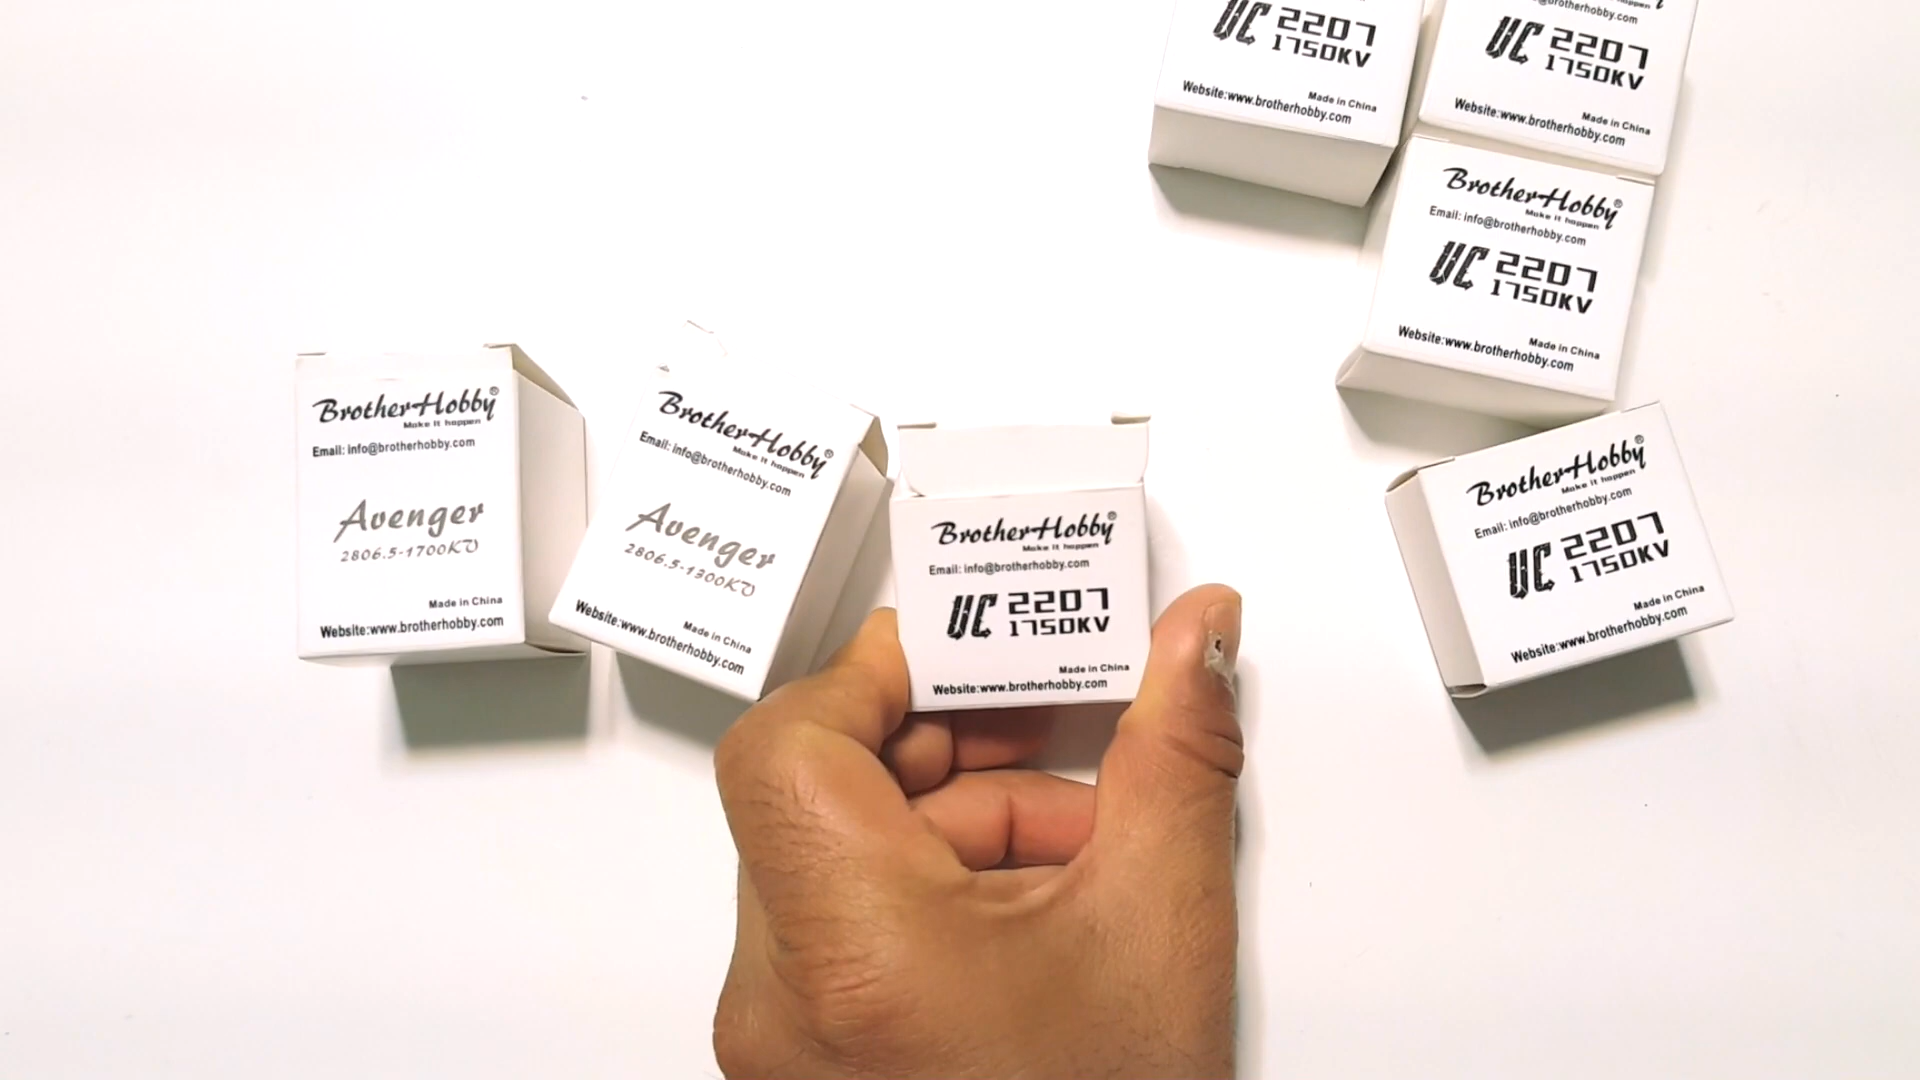 UC 2207
1750KV
Made in China
Website:www.brotherhobby.com
UC 2207
1750KV
Made in China
Website:www.brotherhobby.com
BrotherHobby®
Make it happen
Email: info@brotherhobby.com
UC 2207
1750KV
Made in China
Website:www.brotherhobby.com
BrotherHobby®
Make it happen
Email: info@brotherhobby.com
Avenger
2806.5-1700KV
Made in China
Website:www.brotherhobby.com
BrotherHobby®
Make it happen
Email: info@brotherhobby.com
Avenger
2806.5-1300KV
Made in China
Website:www.brotherhobby.com
BrotherHobby®
Make it happen
Email: info@brotherhobby.com
UC 2207
1750KV
Made in China
Website:www.brotherhobby.com
BrotherHobby®
Make it happen
Email: info@brotherhobby.com
UC 2207
1750KV
Made in China
Website:www.brotherhobby.com